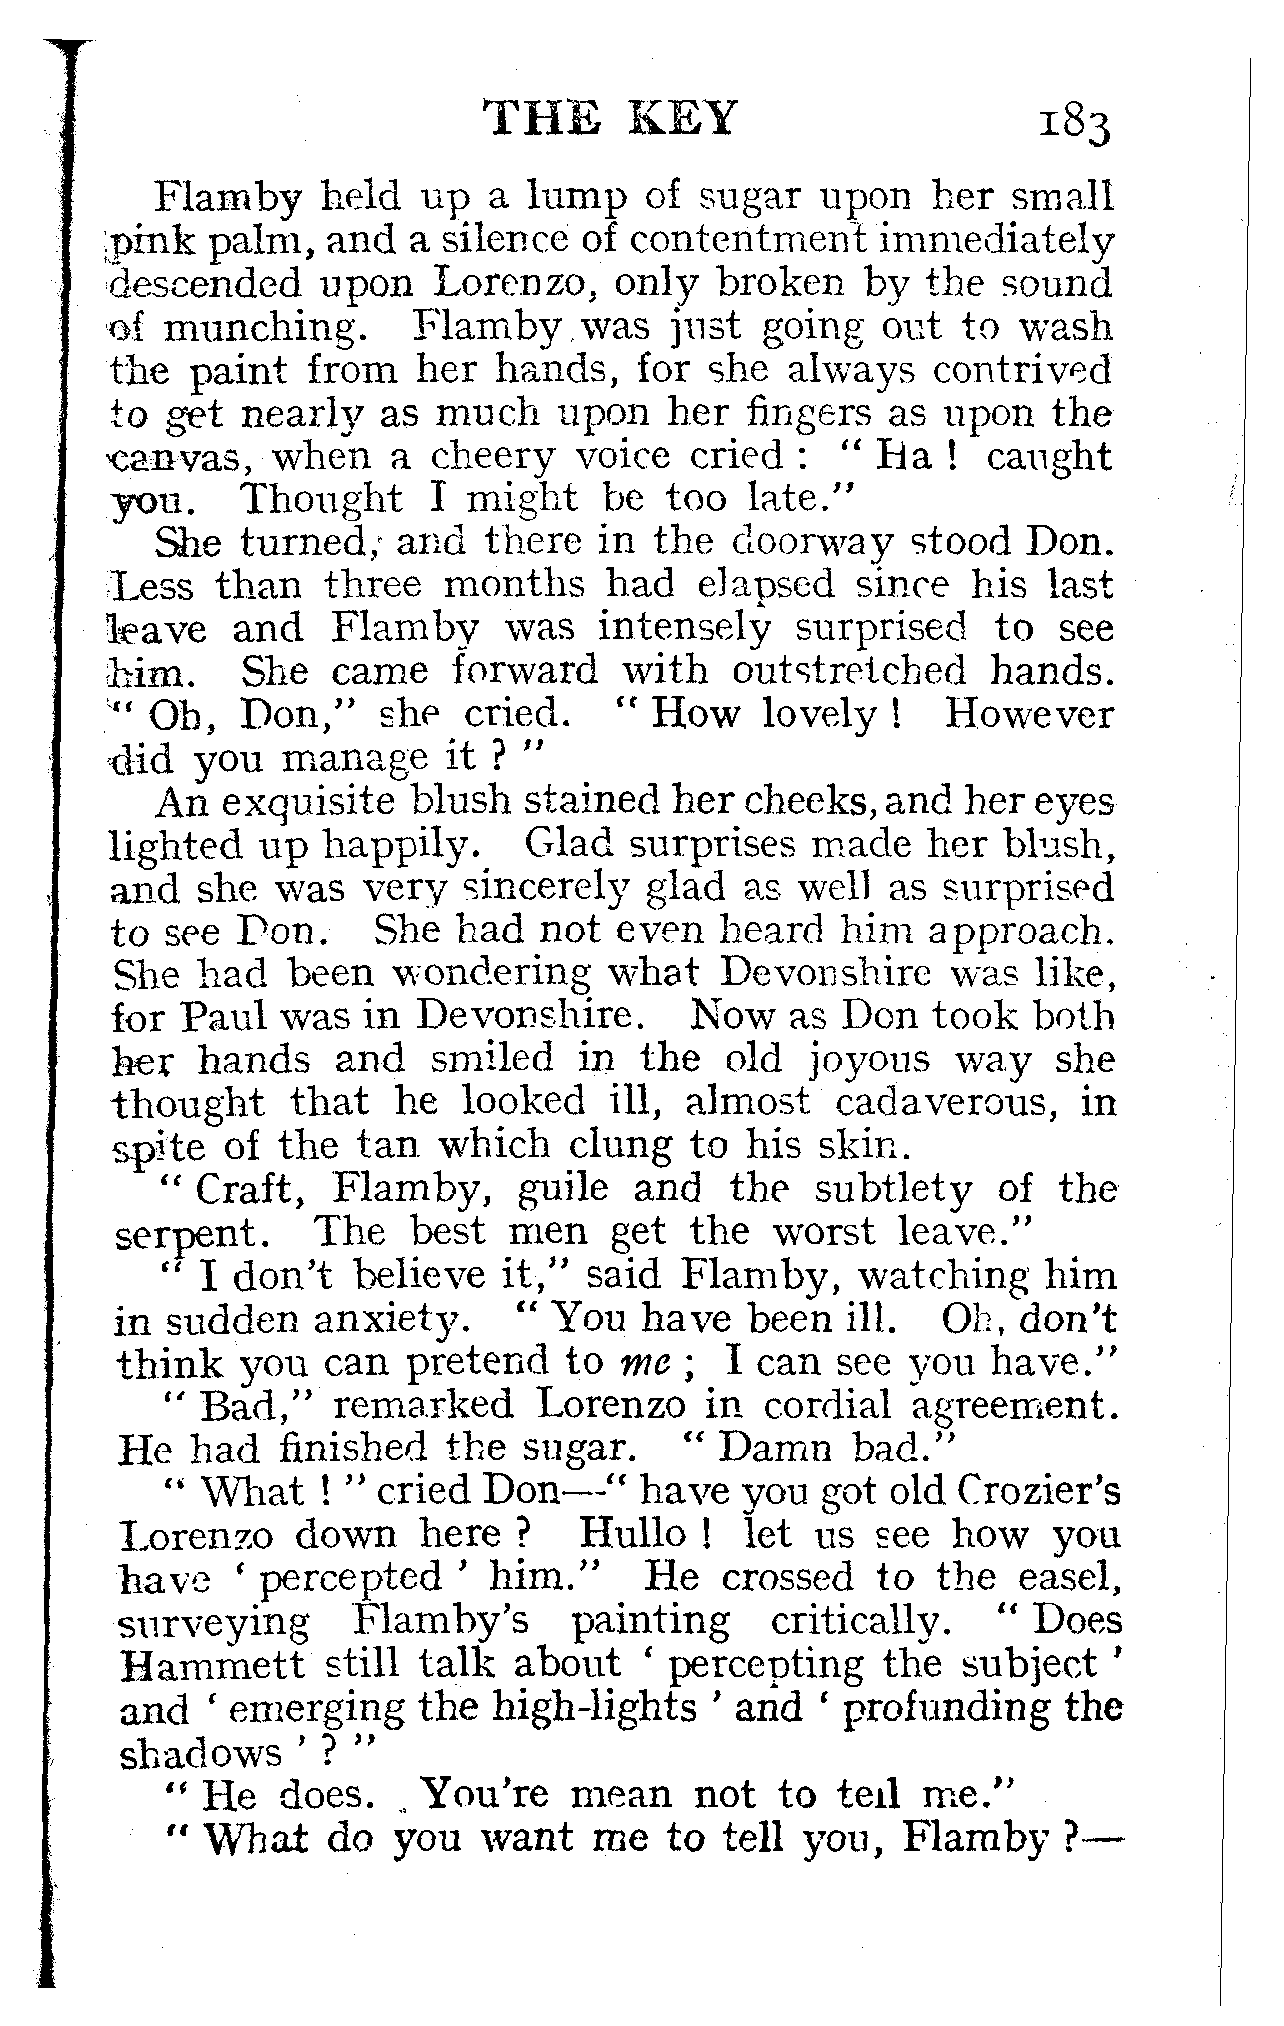 THE KEY 183
Flamby held up a lump of sugar upon her small
pink palm, and a silence of contentment immediately
descended upon Lorenzo, only broken by the sound
of munching. Flamby was just going out to wash
the paint from her hands, for she always contrived
to get nearly as much upon her fingers as upon the
canvas, when a cheery voice cried : “ Ha ! caught
you. Thought I might be too late.”
She turned, and there in the doorway stood Don.
Less than three months had elapsed since his last
leave and Flamby was intensely surprised to see
him. She came forward with outstretched hands.
“ Oh, Don,” she cried. “ How lovely ! However
did you manage it ? ”
An exquisite blush stained her cheeks, and her eyes
lighted up happily. Glad surprises made her blush,
and she was very sincerely glad as well as surprised
to see Don. She had not even heard him approach.
She had been wondering what Devonshire was like,
for Paul was in Devonshire. Now as Don took both
her hands and smiled in the old joyous way she
thought that he looked ill, almost cadaverous, in
spite of the tan which clung to his skin.
“ Craft, Flamby, guile and the subtlety of the
serpent. The best men get the worst leave.”
“ I don't believe it,” said Flamby, watching him
in sudden anxiety. “ You have been ill. Oh, don't
think you can pretend to me ; I can see you have.”
“ Bad,” remarked Lorenzo in cordial agreement.
He had finished the sugar. “ Damn bad.”
“ What ! ” cried Don—“ have you got old Crozier's
Lorenzo down here ? Hullo ! let us see how you
have ‘ percepted ’ him.” He crossed to the easel,
surveying Flamby's painting critically. “ Does
Hammett still talk about ‘ percepting the subject ’
and ‘ emerging the high-lights ’ and ‘ profunding the
shadows ’ ? ”
“ He does. You're mean not to tell me.”
“ What do you want me to tell you, Flamby ?—